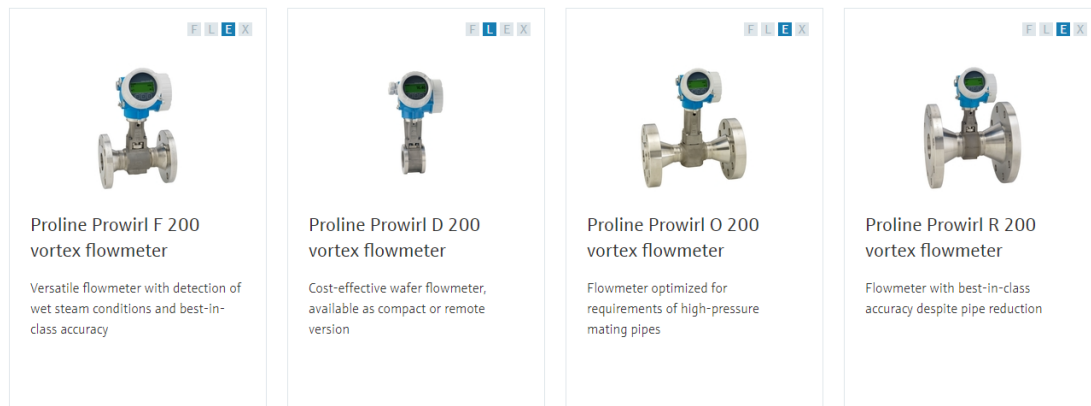 F L E X
Proline Prowirl F 200
vortex flowmeter
Versatile flowmeter with detection of
wet steam conditions and best-in-
class accuracy
F L E X
Proline Prowirl D 200
vortex flowmeter
Cost-effective wafer flowmeter,
available as compact or remote
version
F L E X
Proline Prowirl O 200
vortex flowmeter
Flowmeter optimized for
requirements of high-pressure
mating pipes
F L E X
Proline Prowirl R 200
vortex flowmeter
Flowmeter with best-in-class
accuracy despite pipe reduction